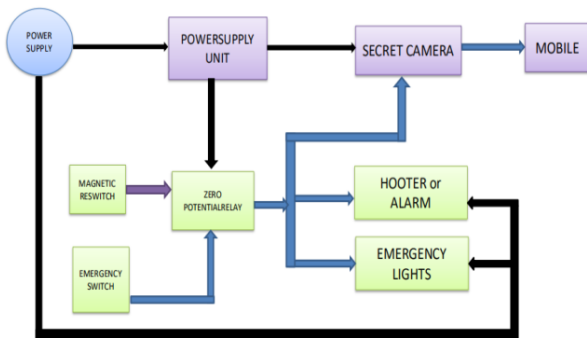 POWER
SUPPLY
POWERSUPPLY
UNIT
SECRET CAMERA
MOBILE
MAGNETIC
RESWITCH
ZERO
POTENTIALRELAY
HOOTER or
ALARM
EMERGENCY
SWITCH
EMERGENCY
LIGHTS